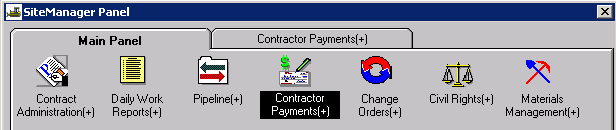 SiteManager Panel
Main Panel
Contractor Payments(+)
Contract
Administration(+)
Daily Work
Reports(+)
Pipeline(+)
Contractor
Payments(+)
Change
Orders(+)
Civil Rights(+)
Materials
Management(+)